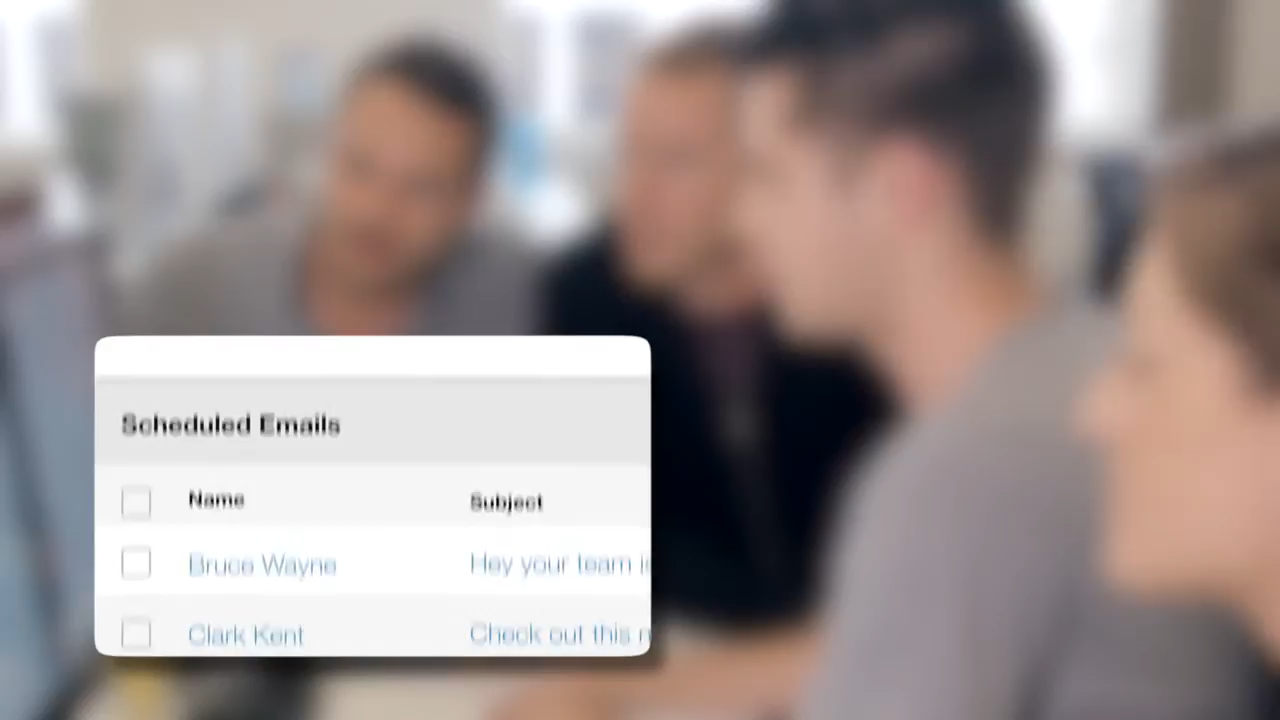 Scheduled Emails
Name Subject
Bruce Wayne Hey your team
Clark Kent Check out this